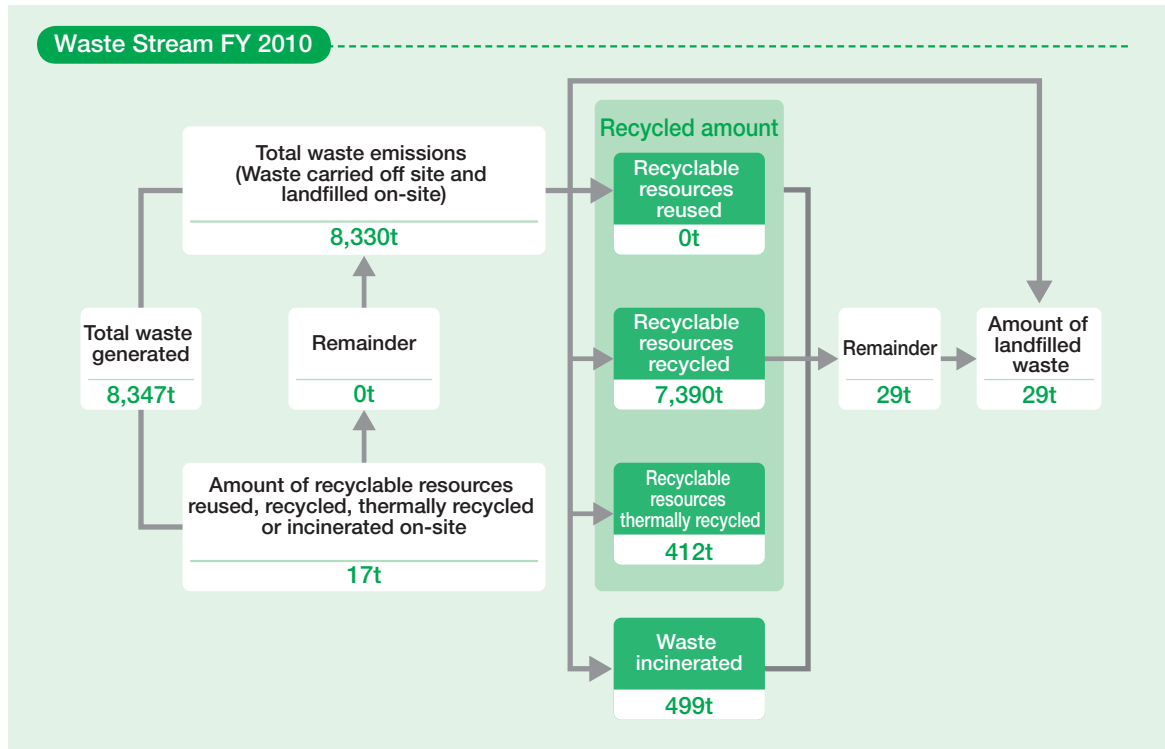 Waste Stream FY 2010
Total waste generated
8,347t
Total waste emissions
(Waste carried off site and
landfilled on-site)
8,330t
Remainder
0t
Amount of recyclable resources
reused, recycled, thermally recycled
or incinerated on-site
17t
Recycled amount
Recyclable
resources
reused
0t
Recyclable
resources
recycled
7,390t
Recyclable
resources
thermally recycled
412t
Waste
incinerated
499t
Remainder
29t
Amount of
landfilled
waste
29t